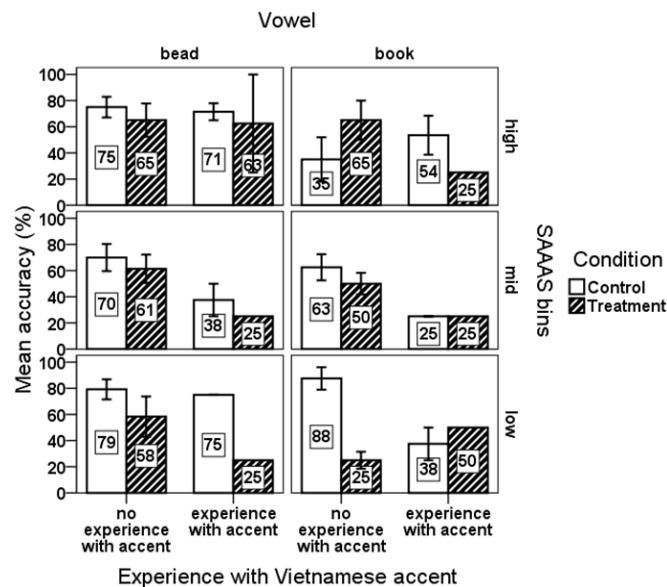 Vowel
bead book
100
80
60
40
20
0
75 65 71 63 35 65 54 25
high
100
80
60
40
20
0
70 61 38 25 63 50 25 25
mid
100
80
60
40
20
0
79 58 75 25 88 25 38 50
low
Mean accuracy (%)
SAAAS bins
Condition
Control
Treatment
no experience with accent
experience with accent
no experience with accent
experience with accent
Experience with Vietnamese accent